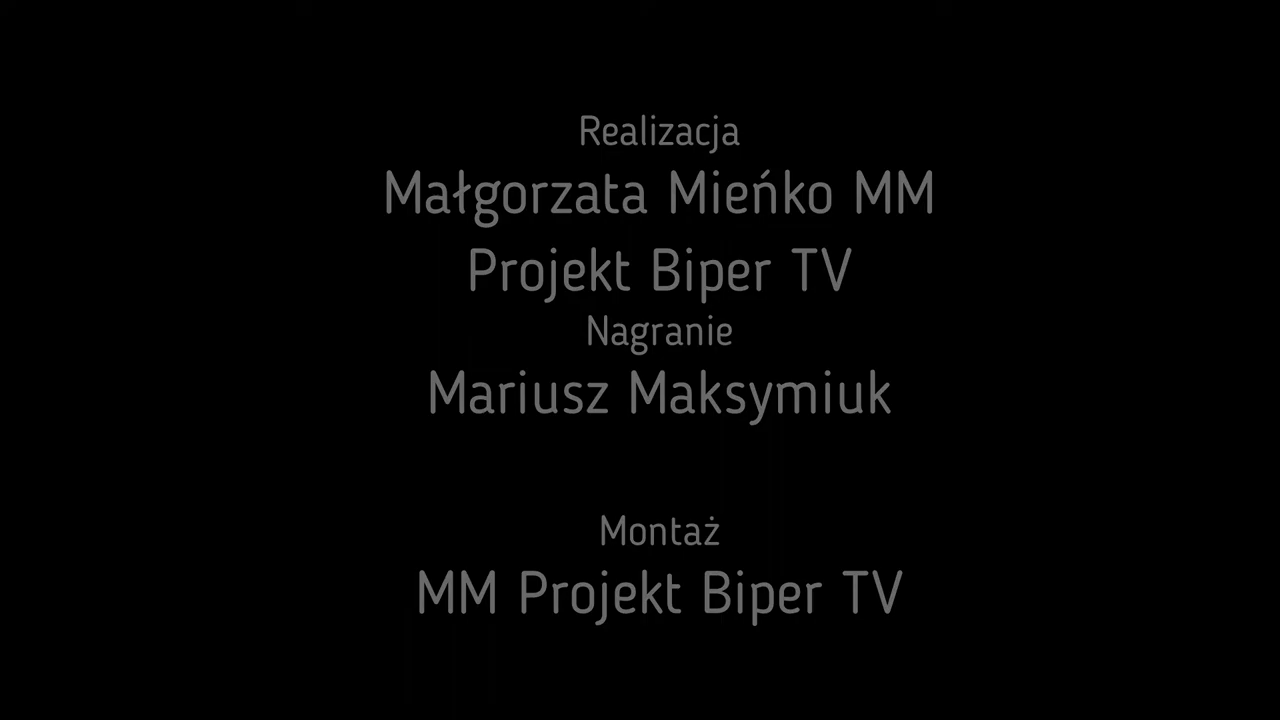 Realizacja
Małgorzata Mieńko MM
Projekt Biper TV
Nagranie
Mariusz Maksymiuk
Montaż
MM Projekt Biper TV